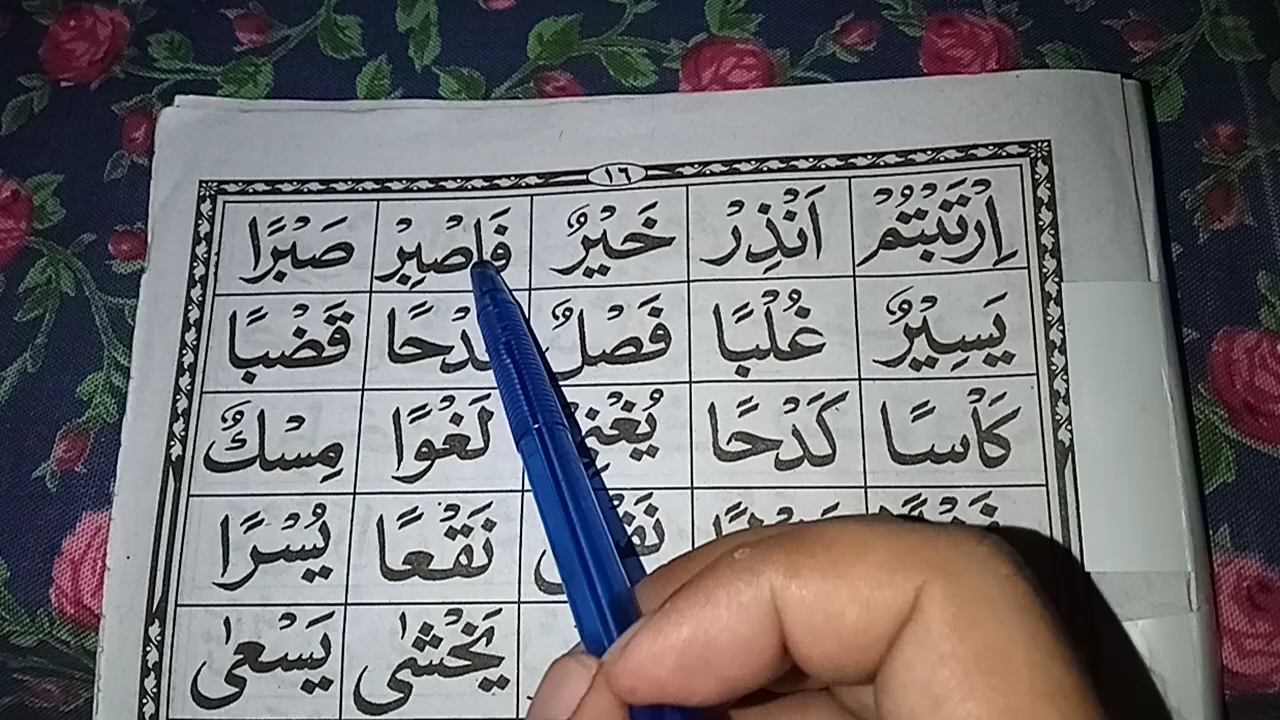 ١٦
اِرْتَبْتُمْ اَنْذِرْ خَيْرٌ فَاصْبِرْ صَبْرًا
يَسِيْرٌ غُلْبًا فَصْلٌ قَضْبًا
كَاْسًا كَدْحًا لَغْوًا مِسْكٌ
نَقْعًا يُسْرًا
يَخْشٰى يَسْعٰى